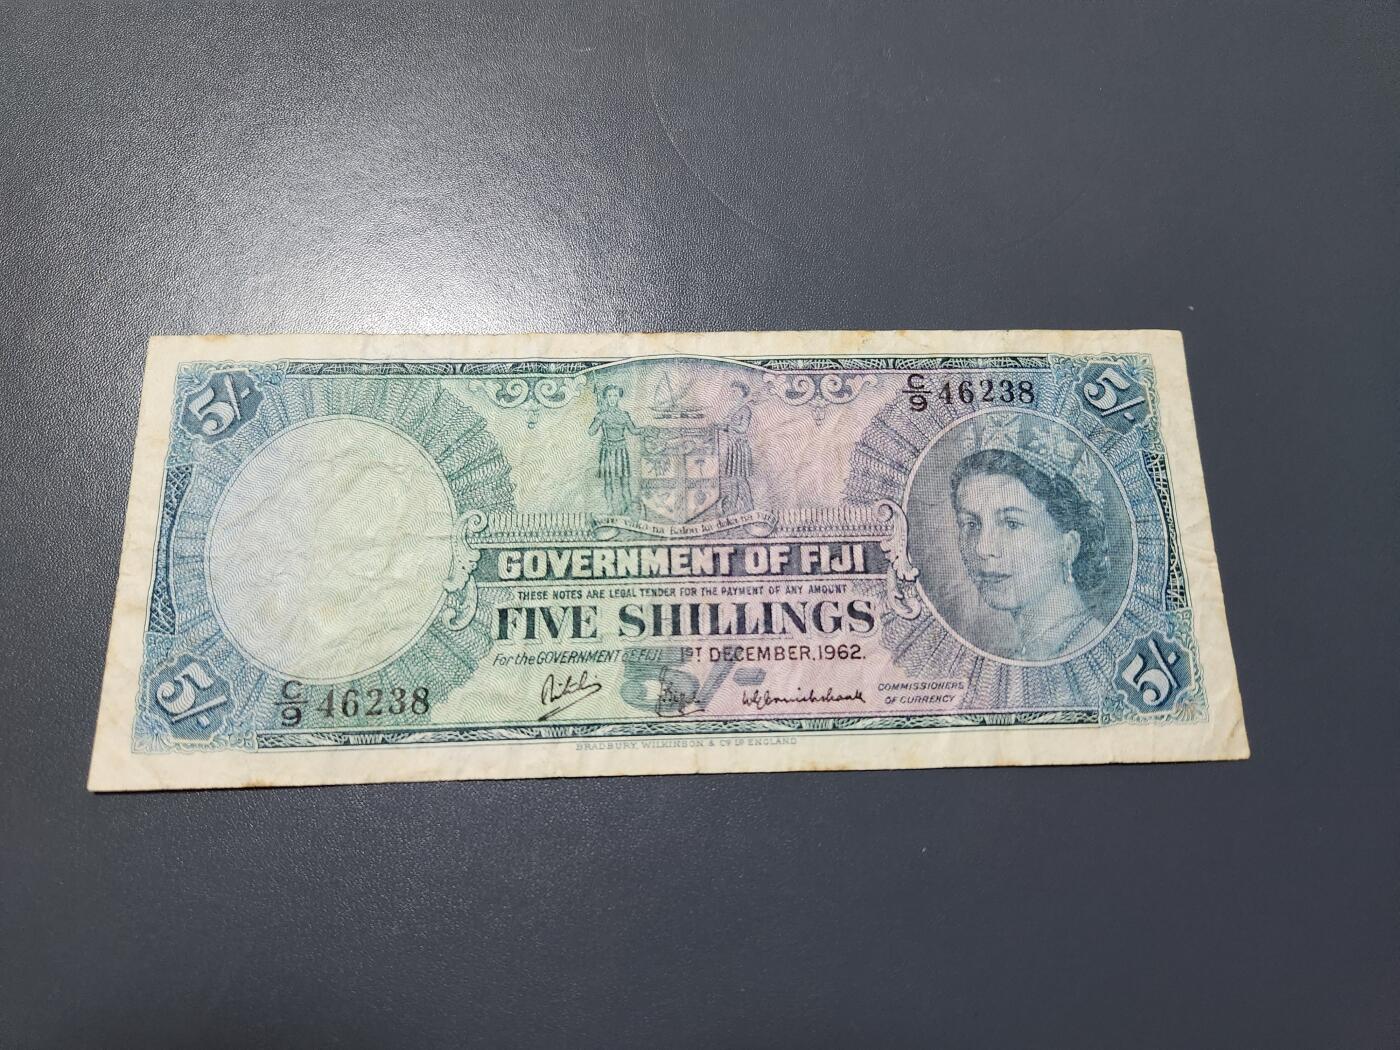 5/-
5/-
C/9 46238
GOVERNMENT OF FIJI
THESE NOTES ARE LEGAL TENDER FOR THE PAYMENT OF ANY AMOUNT
FIVE SHILLINGS
For the GOVERNMENT OF FIJI 1ST DECEMBER, 1962.
5/-
COMMISSIONERS
OF CURRENCY
C/9 46238
5/-
5/-
BRADBURY, WILKINSON & Co. Ld. ENGLAND